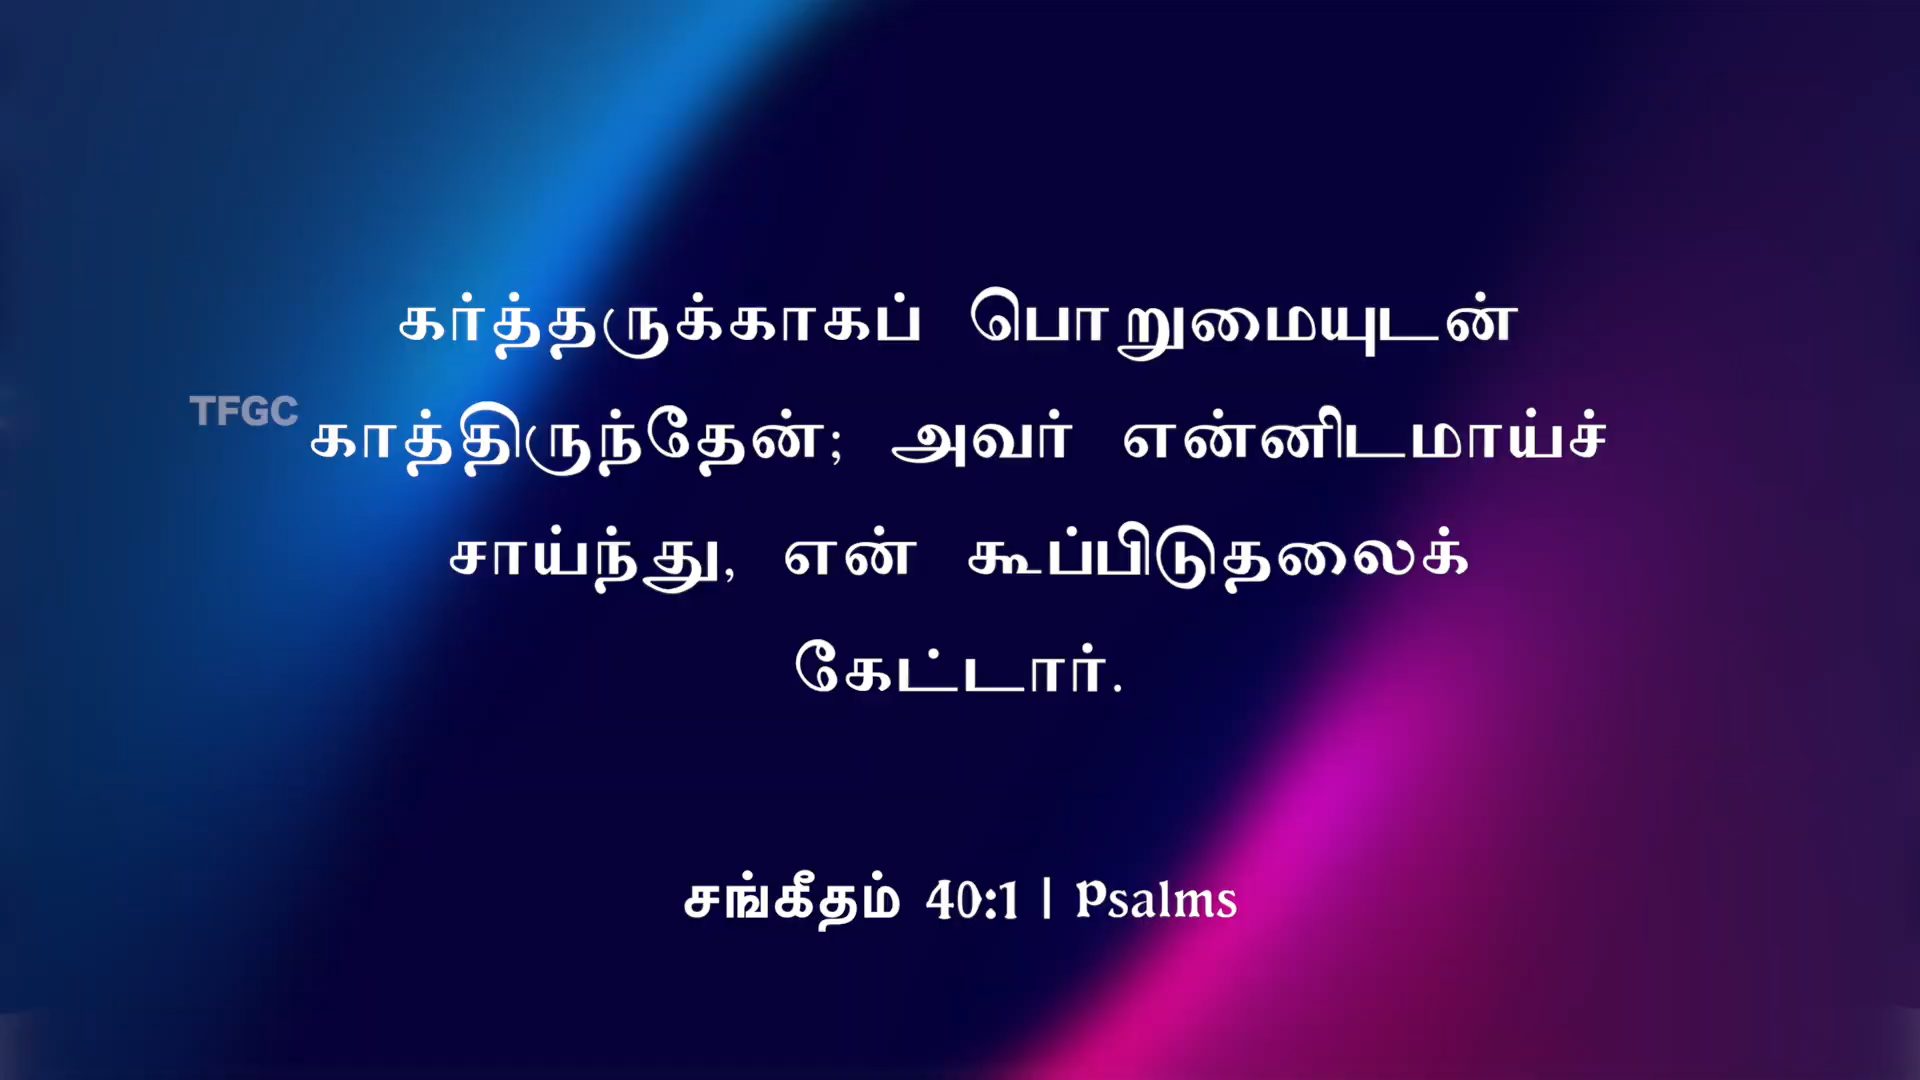 கர்த்தருக்காகப் பொறுமையுடன்
TFGC
காத்திருந்தேன்; அவர் என்னிடமாய்ச்
சாய்ந்து, என் கூப்பிடுதலைக்
கேட்டார்.
சங்கீதம் 40:1 | Psalms